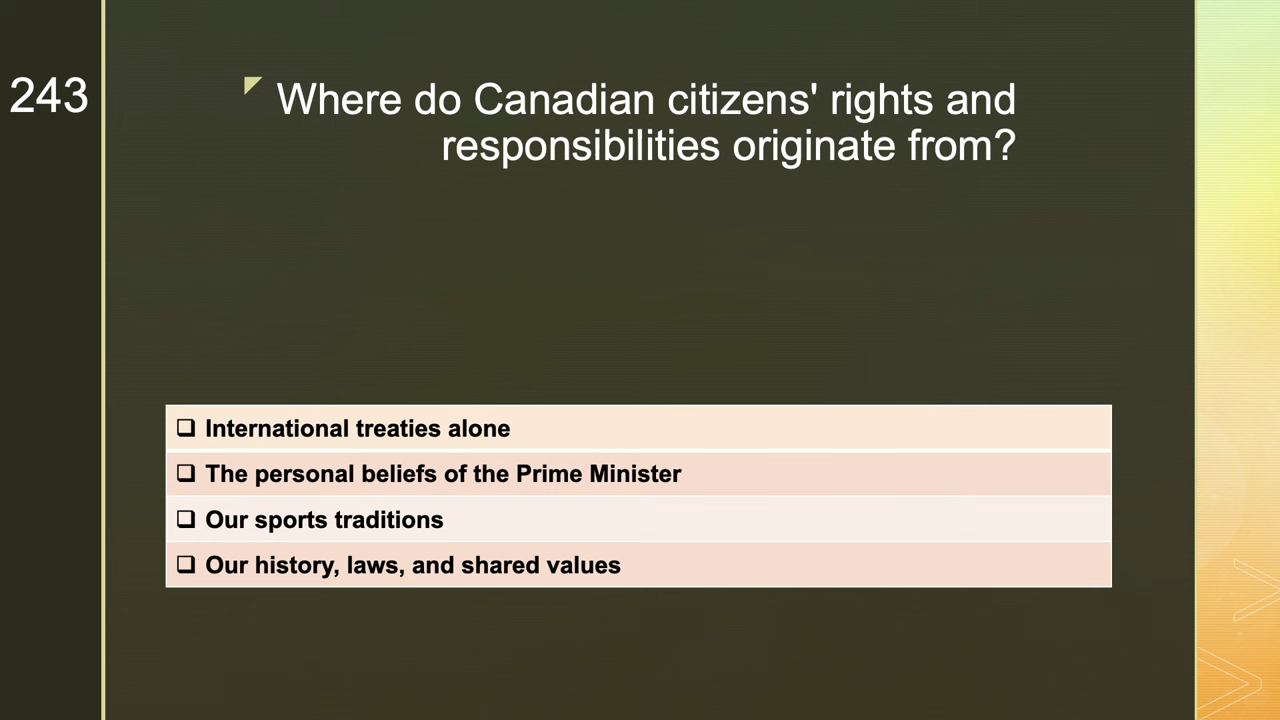 243
Where do Canadian citizens' rights and
responsibilities originate from?
❑ International treaties alone
❑ The personal beliefs of the Prime Minister
❑ Our sports traditions
❑ Our history, laws, and shared values